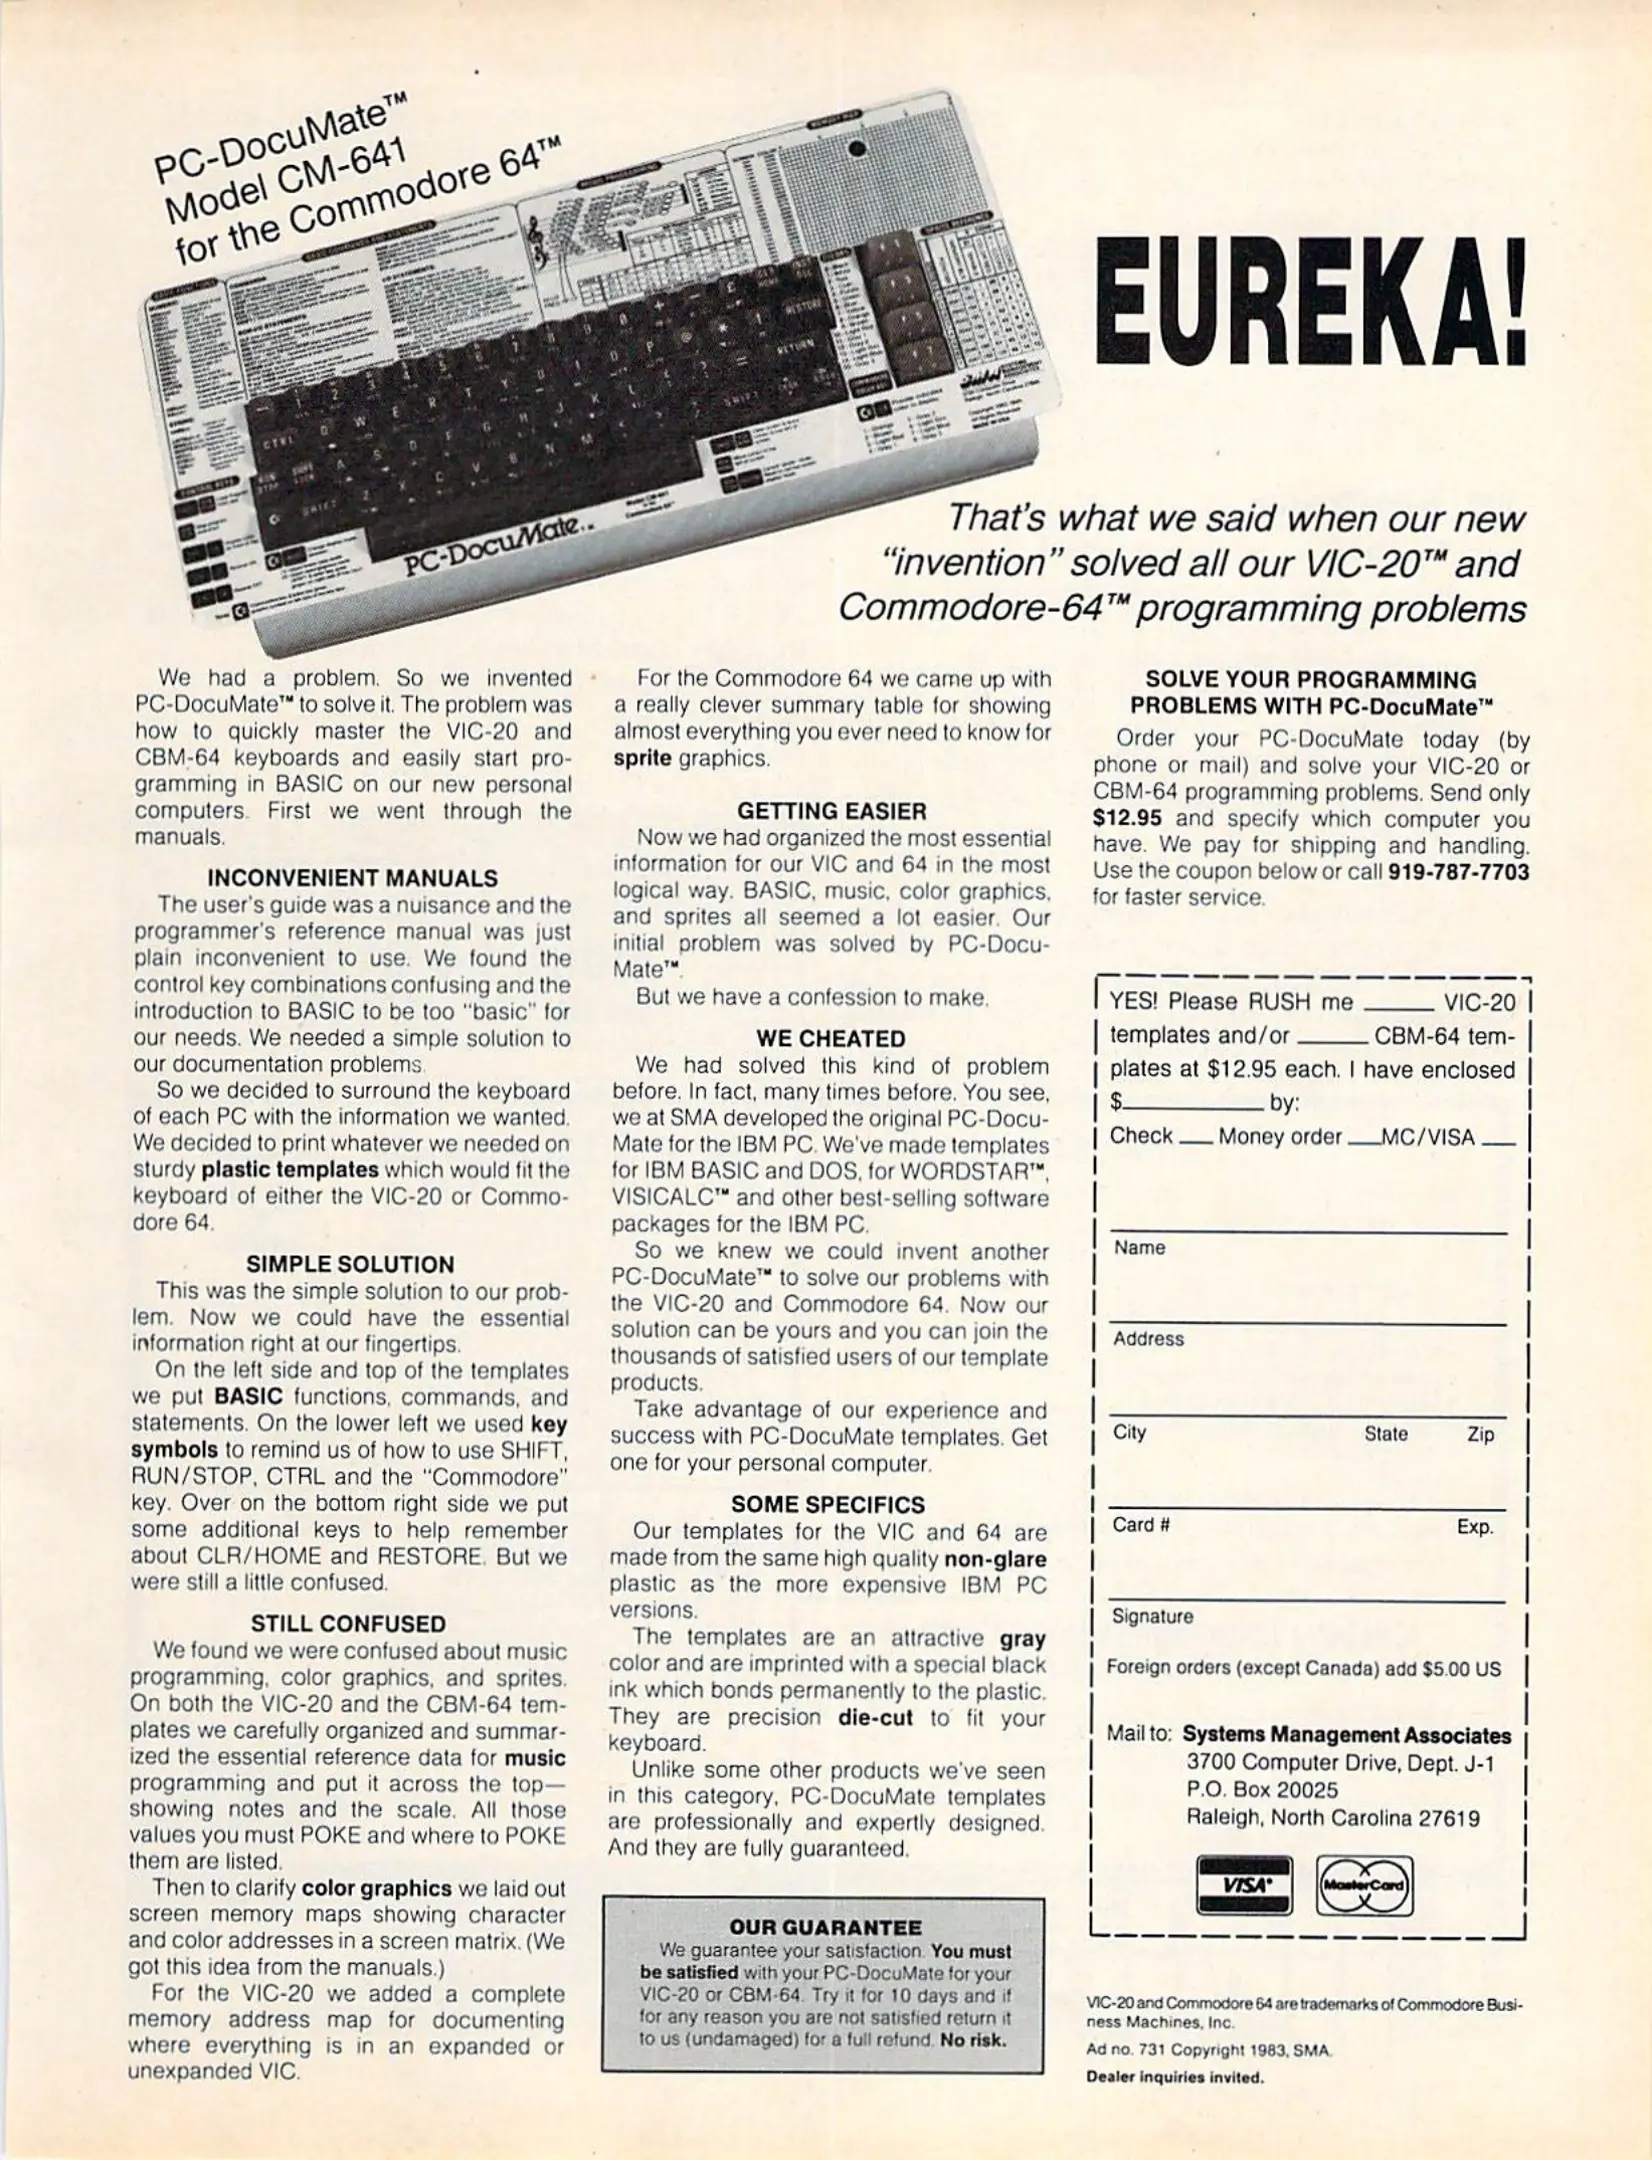 PC-DocuMate™
Model CM-641
for the Commodore 64™
PC-DocuMate™
EUREKA!
That's what we said when our new
"invention" solved all our VIC-20™ and
Commodore-64™ programming problems
We had a problem. So we invented
PC-DocuMate™ to solve it. The problem was
how to quickly master the VIC-20 and
CBM-64 keyboards and easily start pro-
gramming in BASIC on our new personal
computers. First we went through the
manuals.
INCONVENIENT MANUALS
The user's guide was a nuisance and the
programmer's reference manual was just
plain inconvenient to use. We found the
control key combinations confusing and the
introduction to BASIC to be too "basic" for
our needs. We needed a simple solution to
our documentation problems.
So we decided to surround the keyboard
of each PC with the information we wanted.
We decided to print whatever we needed on
sturdy plastic templates which would fit the
keyboard of either the VIC-20 or Commo-
dore 64.
SIMPLE SOLUTION
This was the simple solution to our prob-
lem. Now we could have the essential
information right at our fingertips.
On the left side and top of the templates
we put BASIC functions, commands, and
statements. On the lower left we used key
symbols to remind us of how to use SHIFT,
RUN/STOP, CTRL and the "Commodore"
key. Over on the bottom right side we put
some additional keys to help remember
about CLR/HOME and RESTORE. But we
were still a little confused.
STILL CONFUSED
We found we were confused about music
programming, color graphics, and sprites.
On both the VIC-20 and the CBM-64 tem-
plates we carefully organized and summar-
ized the essential reference data for music
programming and put it across the top—
showing notes and the scale. All those
values you must POKE and where to POKE
them are listed.
Then to clarify color graphics we laid out
screen memory maps showing character
and color addresses in a screen matrix. (We
got this idea from the manuals.)
For the VIC-20 we added a complete
memory address map for documenting
where everything is in an expanded or
unexpanded VIC.
For the Commodore 64 we came up with
a really clever summary table for showing
almost everything you ever need to know for
sprite graphics.
GETTING EASIER
Now we had organized the most essential
information for our VIC and 64 in the most
logical way. BASIC, music, color graphics,
and sprites all seemed a lot easier. Our
initial problem was solved by PC-Docu-
Mate™.
But we have a confession to make.
WE CHEATED
We had solved this kind of problem
before. In fact, many times before. You see,
we at SMA developed the original PC-Docu-
Mate for the IBM PC. We've made templates
for IBM BASIC and DOS, for WORDSTAR™,
VISICALC™ and other best-selling software
packages for the IBM PC.
So we knew we could invent another
PC-DocuMate™ to solve our problems with
the VIC-20 and Commodore 64. Now our
solution can be yours and you can join the
thousands of satisfied users of our template
products.
Take advantage of our experience and
success with PC-DocuMate templates. Get
one for your personal computer.
SOME SPECIFICS
Our templates for the VIC and 64 are
made from the same high quality non-glare
plastic as the more expensive IBM PC
versions.
The templates are an attractive gray
color and are imprinted with a special black
ink which bonds permanently to the plastic.
They are precision die-cut to fit your
keyboard.
Unlike some other products we've seen
in this category, PC-DocuMate templates
are professionally and expertly designed.
And they are fully guaranteed.
OUR GUARANTEE
We guarantee your satisfaction. You must
be satisfied with your PC-DocuMate for your
VIC-20 or CBM-64. Try it for 10 days and if
for any reason you are not satisfied return it
to us (undamaged) for a full refund. No risk.
SOLVE YOUR PROGRAMMING
PROBLEMS WITH PC-DocuMate™
Order your PC-DocuMate today (by
phone or mail) and solve your VIC-20 or
CBM-64 programming problems. Send only
$12.95 and specify which computer you
have. We pay for shipping and handling.
Use the coupon below or call 919-787-7703
for faster service.
YES! Please RUSH me ______ VIC-20
templates and/or ______ CBM-64 tem-
plates at $12.95 each. I have enclosed
$____________ by:
Check ___ Money order ___ MC/VISA ___
Name
Address
City State Zip
Card # Exp.
Signature
Foreign orders (except Canada) add $5.00 US
Mail to: Systems Management Associates
3700 Computer Drive, Dept. J-1
P.O. Box 20025
Raleigh, North Carolina 27619
VISA MasterCard
VIC-20 and Commodore 64 are trademarks of Commodore Busi-
ness Machines, Inc.
Ad no. 731 Copyright 1983, SMA.
Dealer inquiries invited.